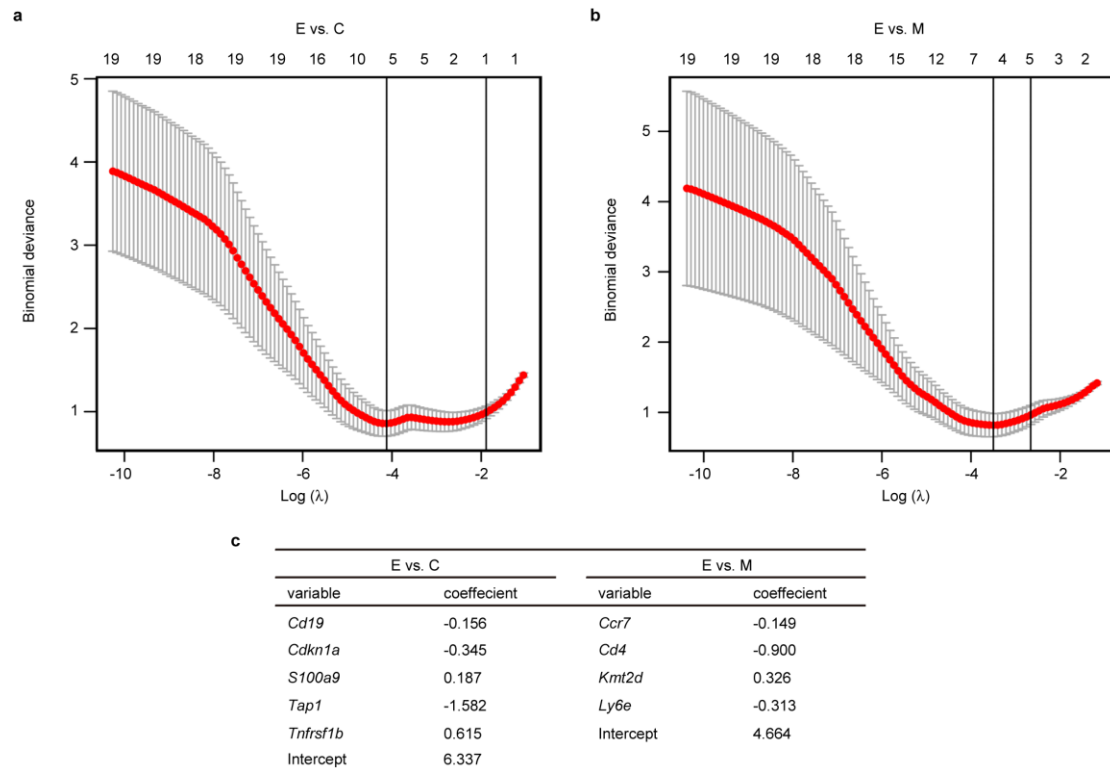 a
E vs. C
19 19 18 19 19 16 10 5 5 2 1 1
5
4
3
2
1
Binomial deviance
-10 -8 -6 -4 -2
Log (λ)
b
E vs. M
19 19 19 18 18 15 12 7 4 5 3 2
5
4
3
2
1
Binomial deviance
-10 -8 -6 -4 -2
Log (λ)
c
E vs. C E vs. M
variable coeffecient variable coeffecient
Cd19 -0.156 Ccr7 -0.149
Cdkn1a -0.345 Cd4 -0.900
S100a9 0.187 Kmt2d 0.326
Tap1 -1.582 Ly6e -0.313
Tnfrsf1b 0.615 Intercept 4.664
Intercept 6.337